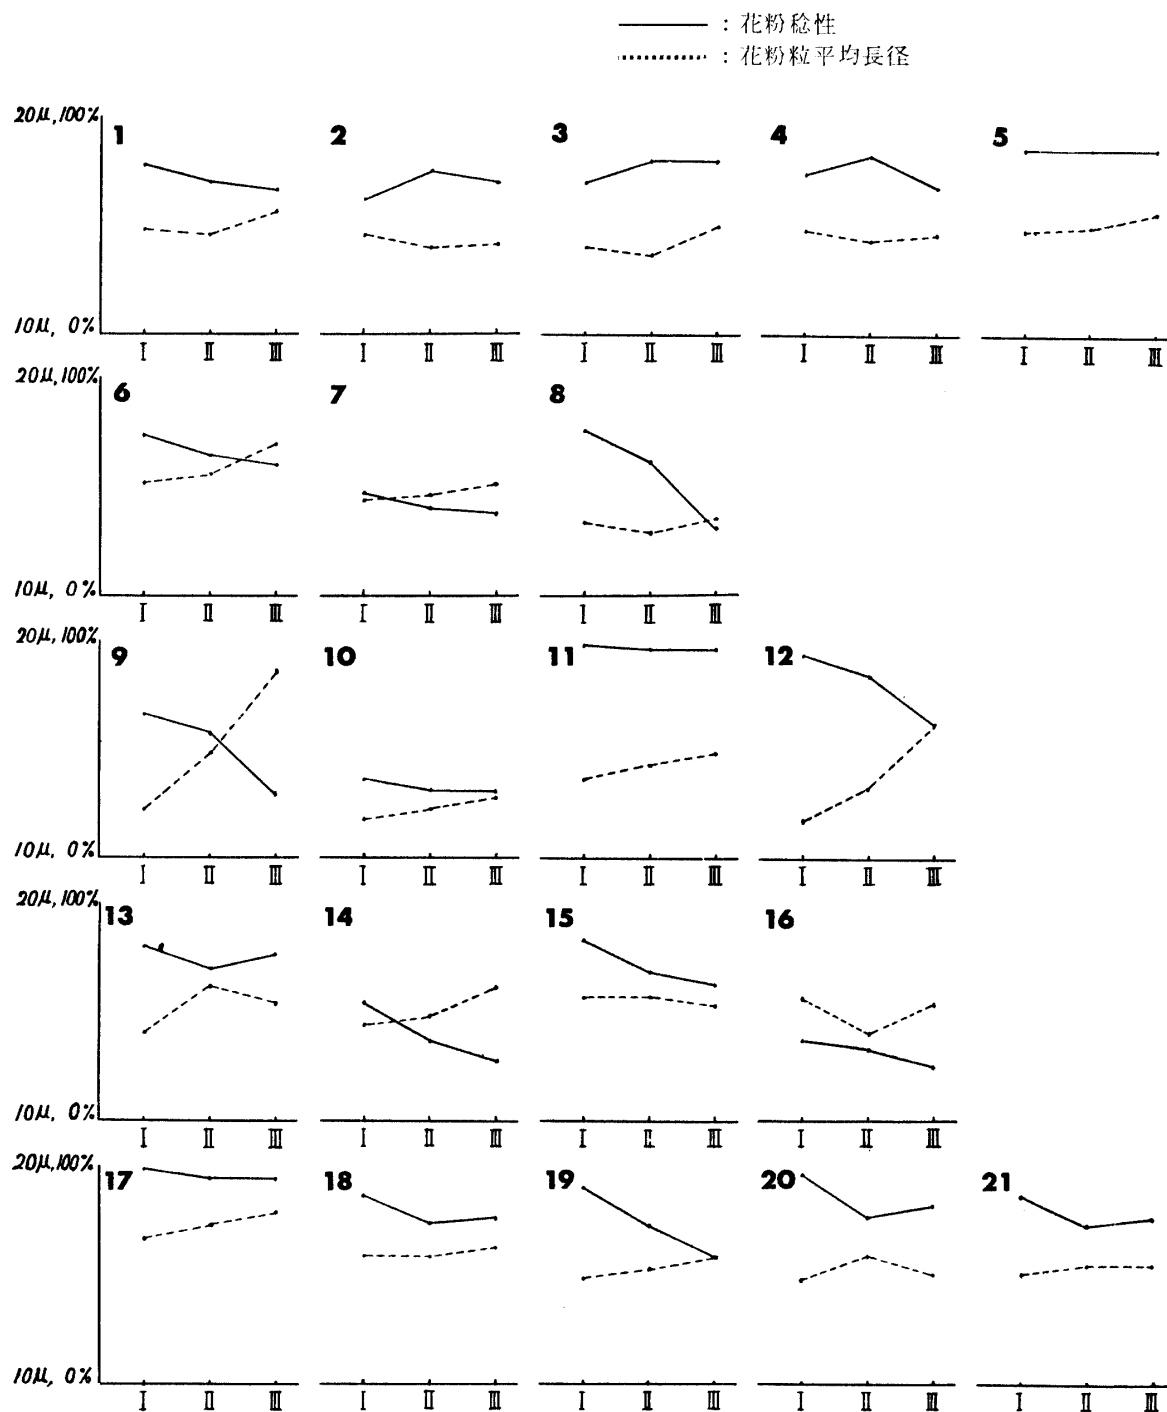 : 花粉稔性
: 花粉粒平均長径
20μ, 100%
1 2 3 4 5
10μ, 0%
I II III I II III I II III I II III I II III
20μ, 100%
6 7 8
10μ, 0%
I II III I II III I II III
20μ, 100%
9 10 11 12
10μ, 0%
I II III I II III I II III I II III
20μ, 100%
13 14 15 16
10μ, 0%
I II III I II III I II III I II III
20μ, 100%
17 18 19 20 21
10μ, 0%
I II III I II III I II III I II III I II III